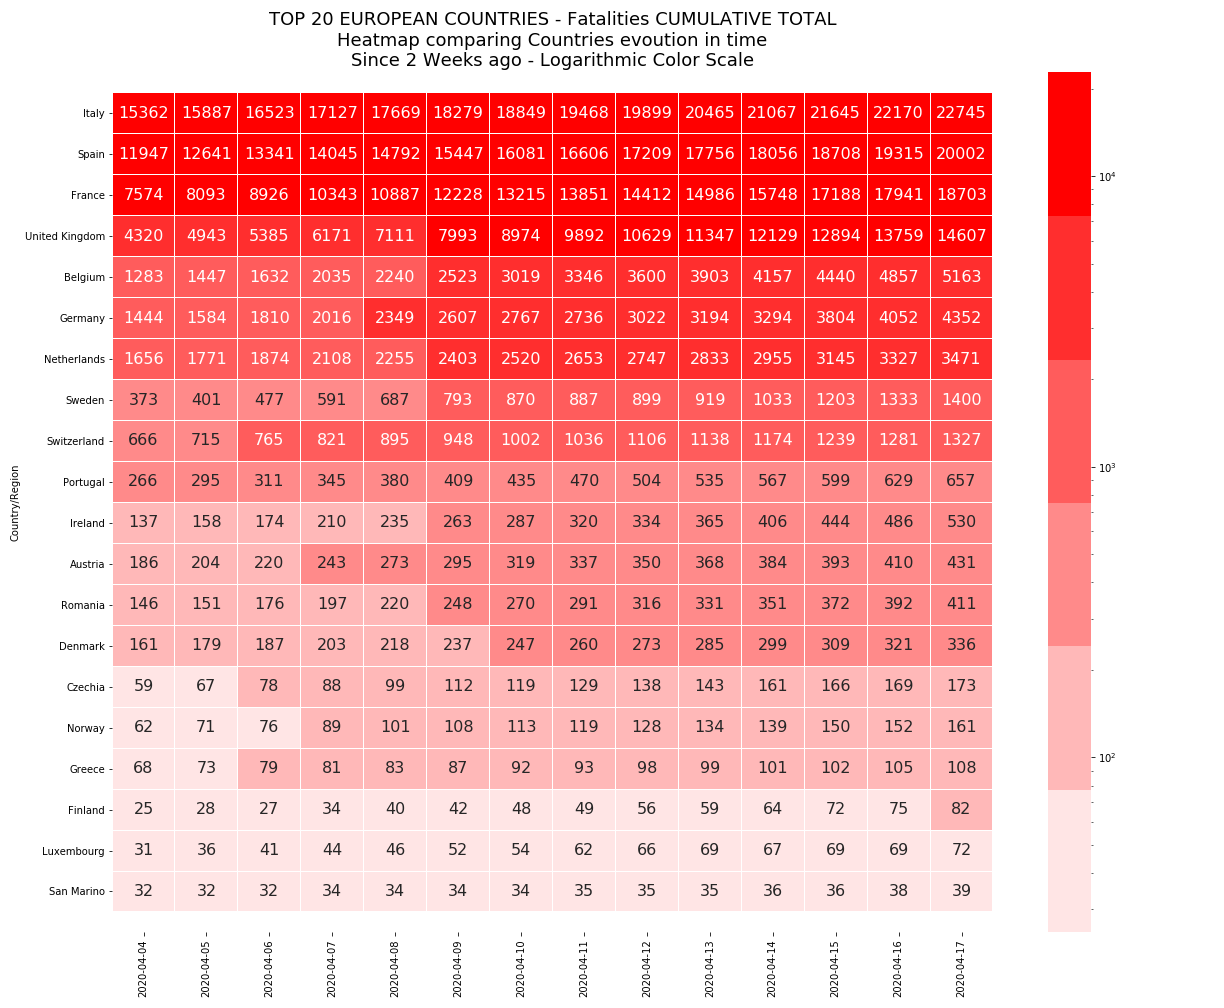 TOP 20 EUROPEAN COUNTRIES - Fatalities CUMULATIVE TOTAL
Heatmap comparing Countries evoution in time
Since 2 Weeks ago - Logarithmic Color Scale
Italy 15362 15887 16523 17127 17669 18279 18849 19468 19899 20465 21067 21645 22170 22745
Spain 11947 12641 13341 14045 14792 15447 16081 16606 17209 17756 18056 18708 19315 20002
France 7574 8093 8926 10343 10887 12228 13215 13851 14412 14986 15748 17188 17941 18703
United Kingdom 4320 4943 5385 6171 7111 7993 8974 9892 10629 11347 12129 12894 13759 14607
Belgium 1283 1447 1632 2035 2240 2523 3019 3346 3600 3903 4157 4440 4857 5163
Germany 1444 1584 1810 2016 2349 2607 2767 2736 3022 3194 3294 3804 4052 4352
Netherlands 1656 1771 1874 2108 2255 2403 2520 2653 2747 2833 2955 3145 3327 3471
Sweden 373 401 477 591 687 793 870 887 899 919 1033 1203 1333 1400
Switzerland 666 715 765 821 895 948 1002 1036 1106 1138 1174 1239 1281 1327
Portugal 266 295 311 345 380 409 435 470 504 535 567 599 629 657
Ireland 137 158 174 210 235 263 287 320 334 365 406 444 486 530
Austria 186 204 220 243 273 295 319 337 350 368 384 393 410 431
Romania 146 151 176 197 220 248 270 291 316 331 351 372 392 411
Denmark 161 179 187 203 218 237 247 260 273 285 299 309 321 336
Czechia 59 67 78 88 99 112 119 129 138 143 161 166 169 173
Norway 62 71 76 89 101 108 113 119 128 134 139 150 152 161
Greece 68 73 79 81 83 87 92 93 98 99 101 102 105 108
Finland 25 28 27 34 40 42 48 49 56 59 64 72 75 82
Luxembourg 31 36 41 44 46 52 54 62 66 69 67 69 69 72
San Marino 32 32 32 34 34 34 34 35 35 35 36 36 38 39
2020-04-04 2020-04-05 2020-04-06 2020-04-07 2020-04-08 2020-04-09 2020-04-10 2020-04-11 2020-04-12 2020-04-13 2020-04-14 2020-04-15 2020-04-16 2020-04-17
Country/Region
10⁴
10³
10²